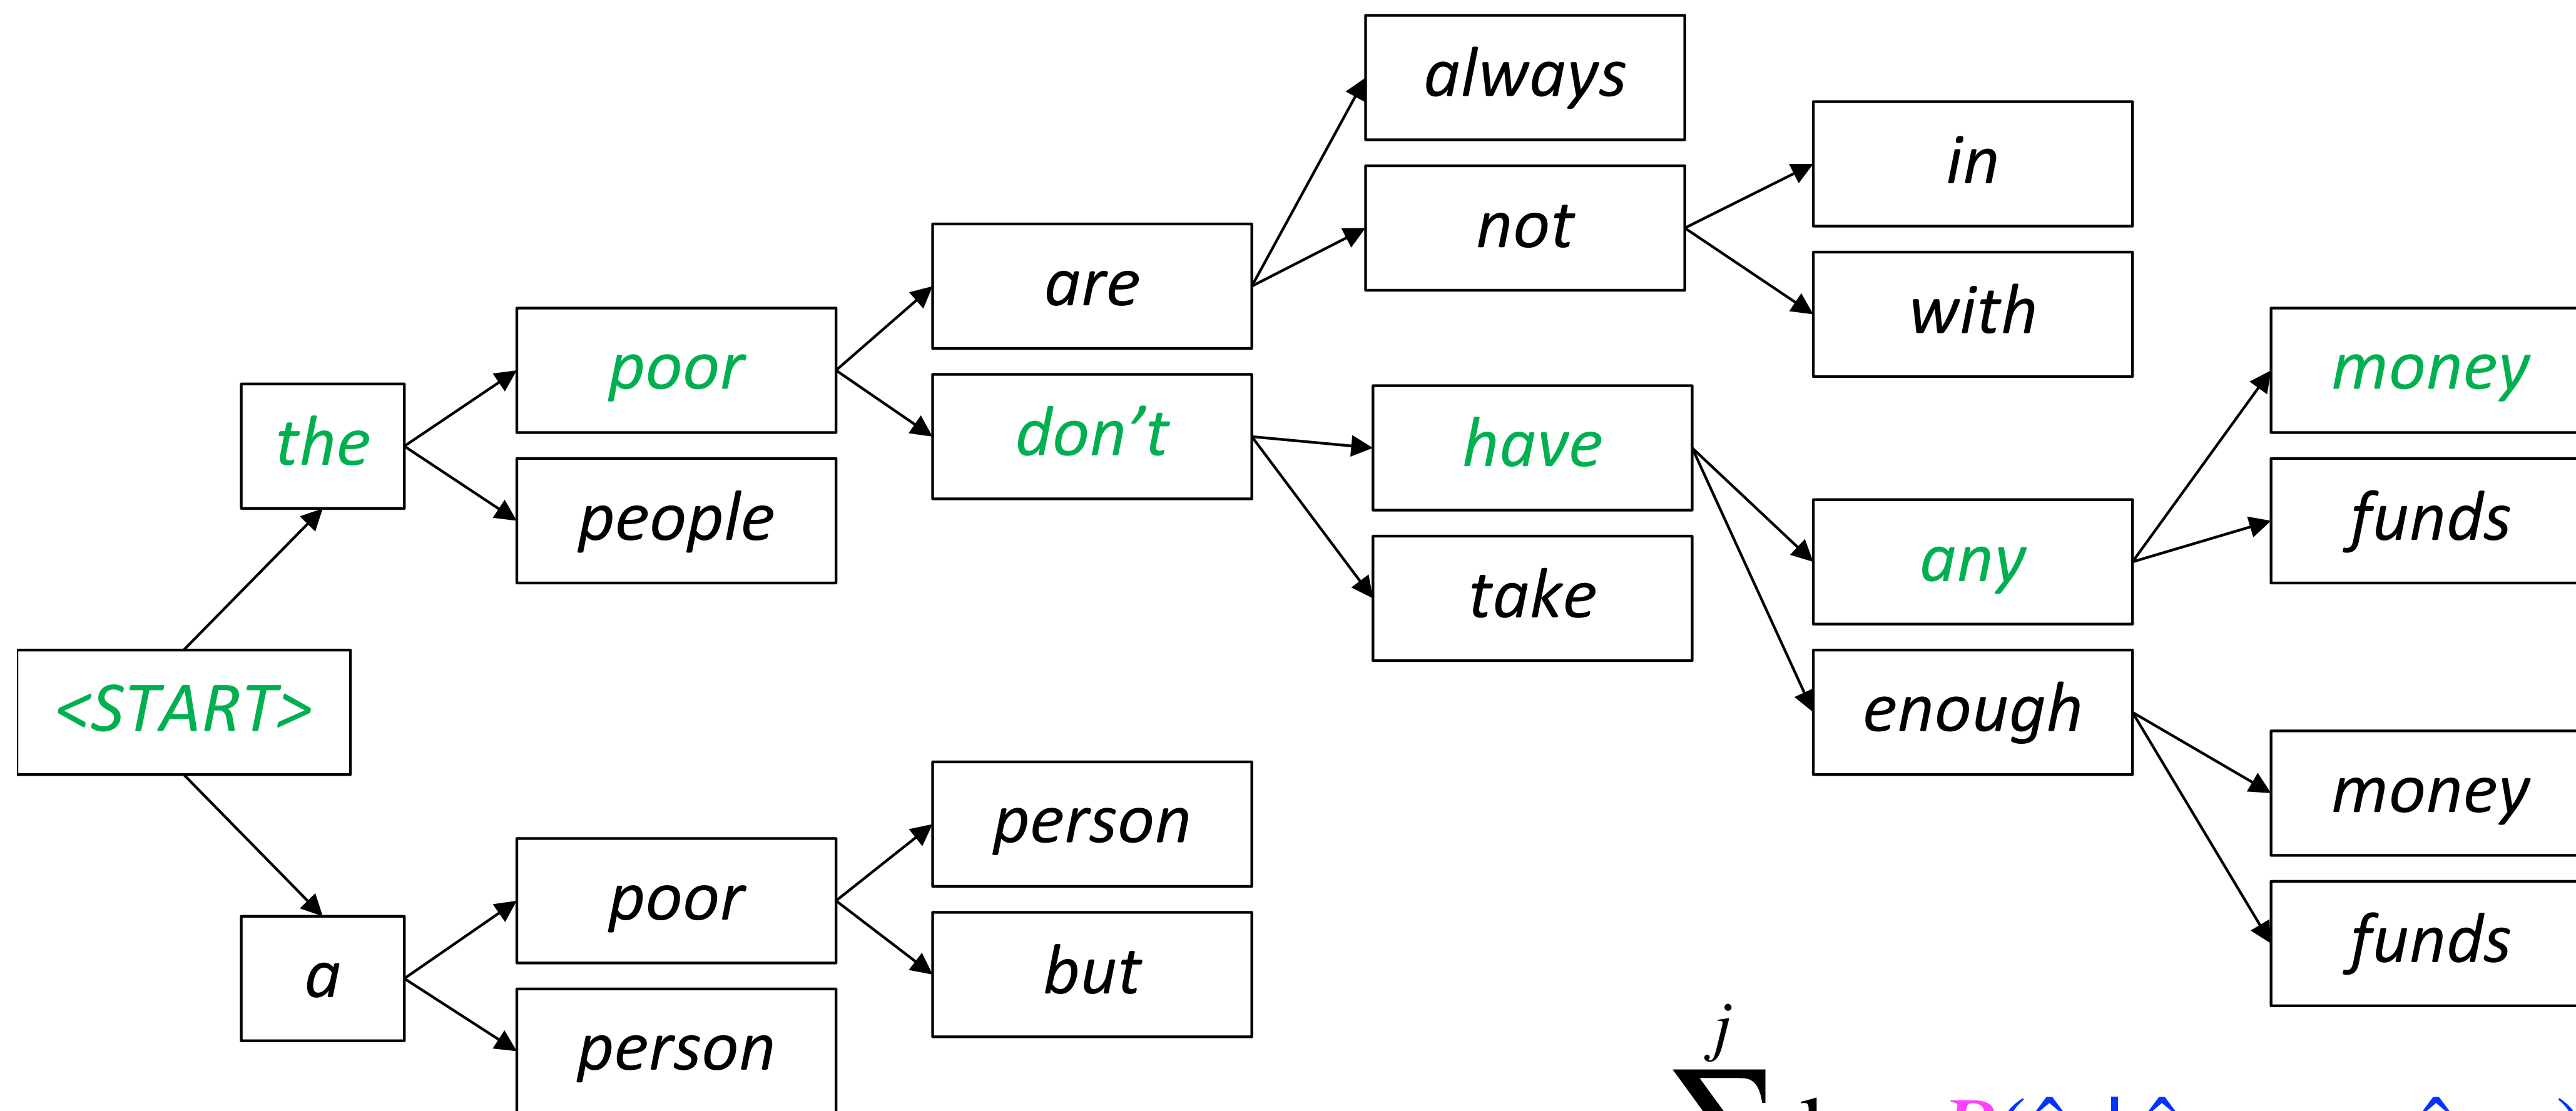 always
in
not
are
with
poor
money
the
don’t
have
people
funds
any
take
<START>
enough
money
person
poor
funds
but
a
person
j
∑
P(ŷ | ŷ